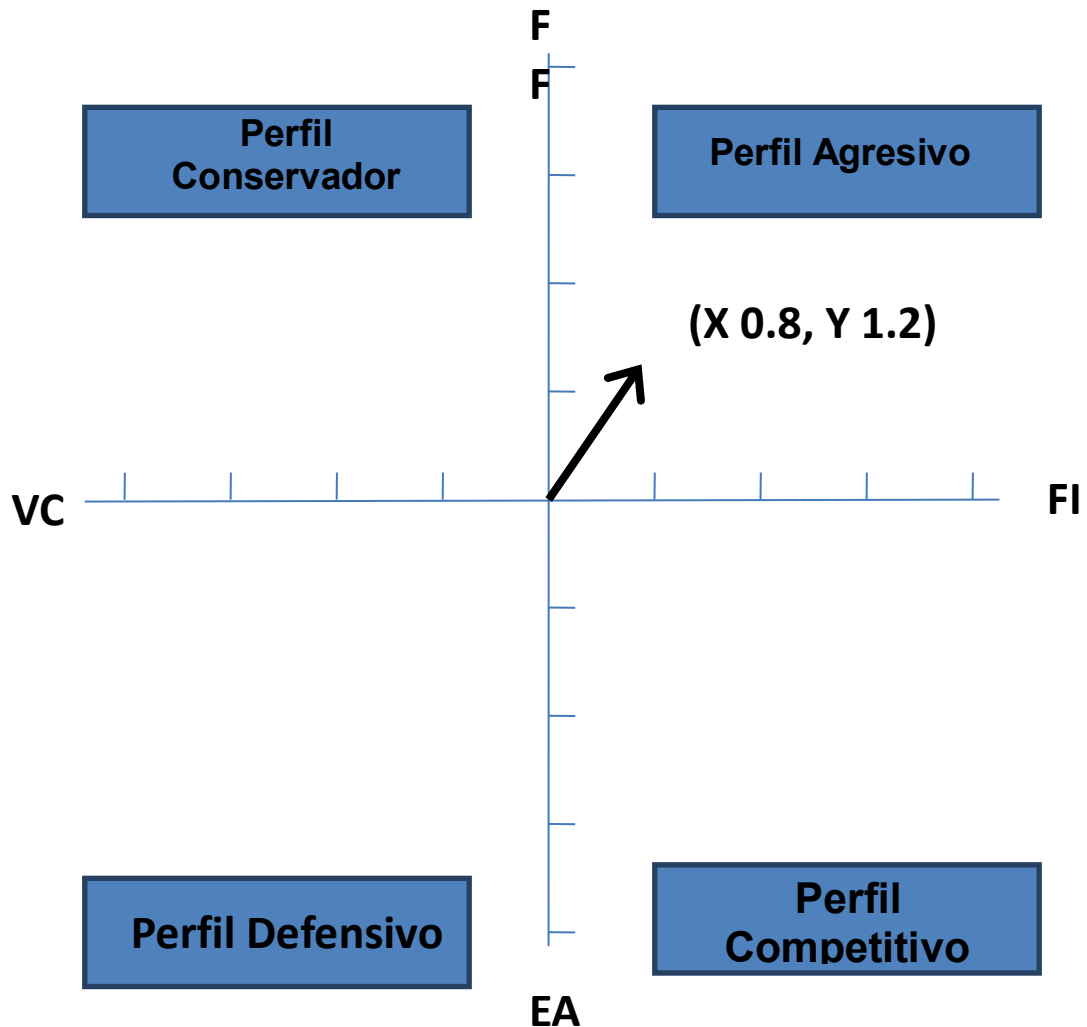 F
F
Perfil
Conservador
Perfil Agresivo
(X 0.8, Y 1.2)
VC
FI
Perfil Defensivo
Perfil
Competitivo
EA